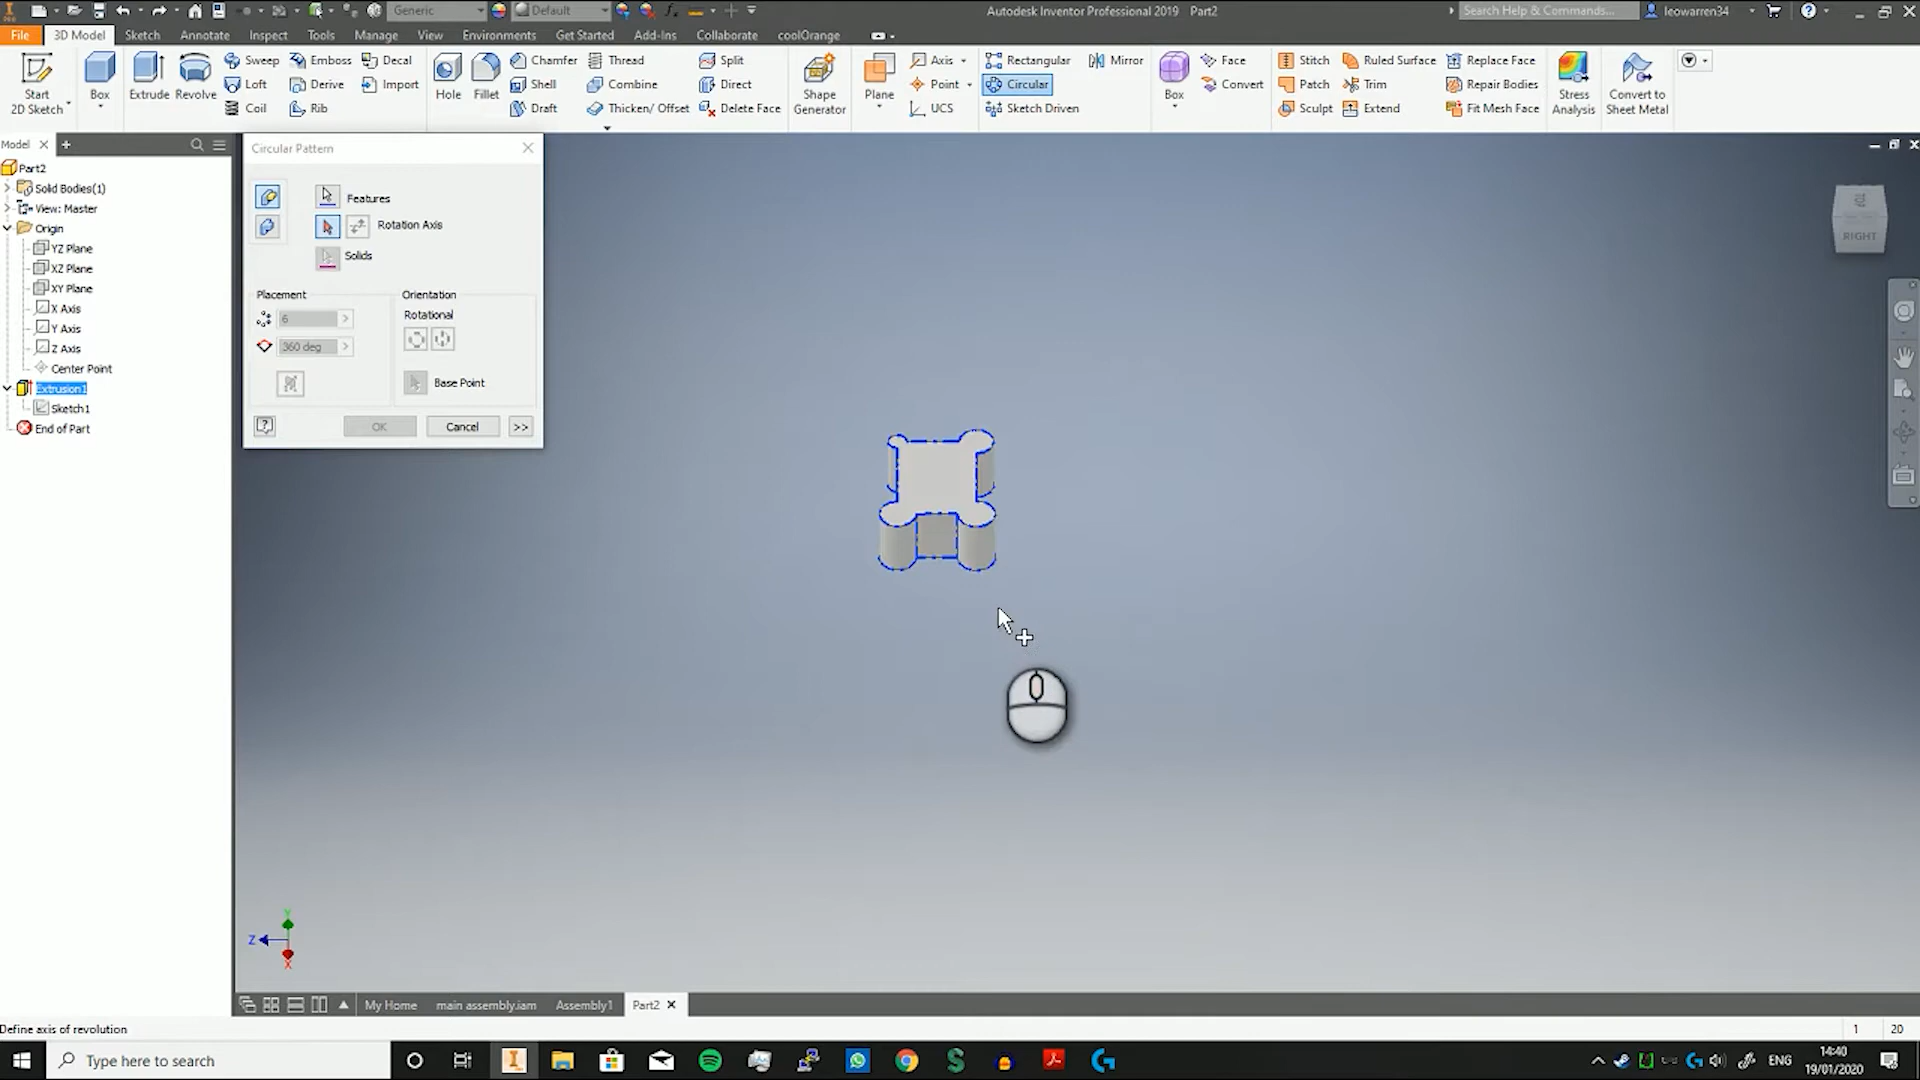 PRO
Generic
Default
Autodesk Inventor Professional 2019 Part2
Search Help & Commands...
leowarren34
File 3D Model Sketch Annotate Inspect Tools Manage View Environments Get Started Add-Ins Collaborate coolOrange
Start
2D Sketch
Box
Extrude
Revolve
Sweep
Loft
Coil
Emboss
Derive
Rib
Decal
Import
Hole
Fillet
Chamfer
Shell
Draft
Thread
Combine
Thicken/ Offset
Split
Direct
Delete Face
Shape
Generator
Plane
Axis
Point
UCS
Rectangular
Circular
Sketch Driven
Mirror
Box
Face
Convert
Stitch
Patch
Sculpt
Ruled Surface
Trim
Extend
Replace Face
Repair Bodies
Fit Mesh Face
Stress
Analysis
Convert to
Sheet Metal
Model
Part2
Solid Bodies(1)
View: Master
Origin
YZ Plane
XZ Plane
XY Plane
X Axis
Y Axis
Z Axis
Center Point
Extrusion1
Sketch1
End of Part
Circular Pattern
Features
Rotation Axis
Solids
Placement
6
360 deg
Orientation
Rotational
Base Point
OK
Cancel
>>
TOP
RIGHT
Y
Z
X
My Home main assembly.iam Assembly1 Part2
Define axis of revolution
1 20
Type here to search
ENG
14:40
19/01/2020